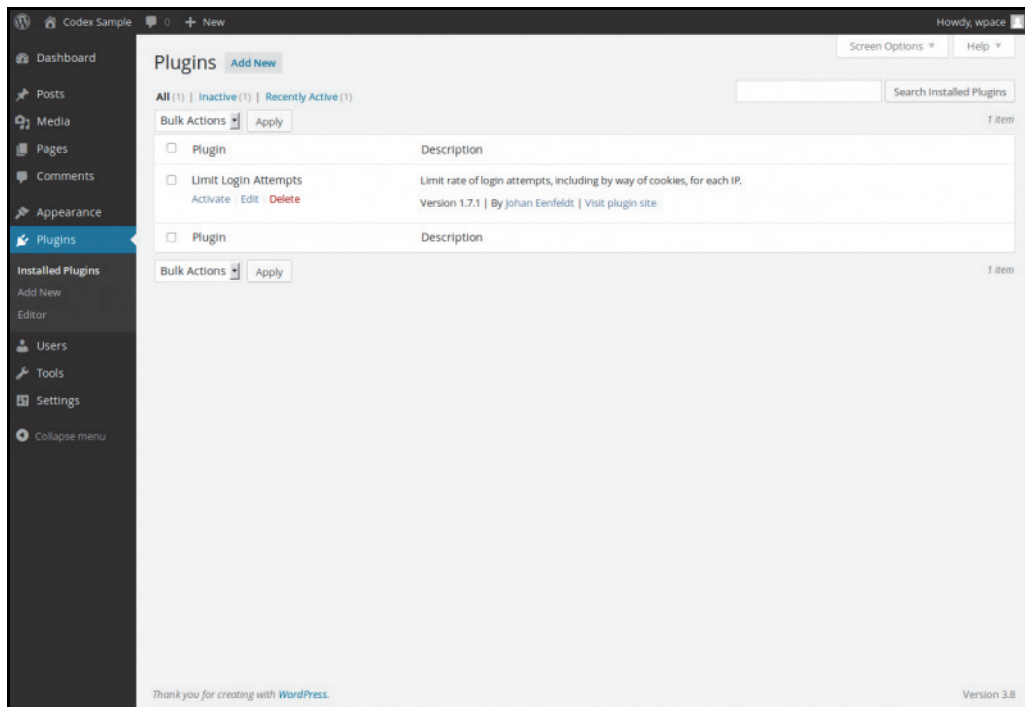 Codex Sample 0 + New Howdy, wpace
Screen Options ▼ Help ▼
Dashboard
Posts
Media
Pages
Comments
Appearance
Plugins
Installed Plugins
Add New
Editor
Users
Tools
Settings
Collapse menu
Plugins Add New
All (1) | Inactive (1) | Recently Active (1)
Search Installed Plugins
Bulk Actions Apply
1 item
Plugin Description
Limit Login Attempts
Activate | Edit | Delete
Limit rate of login attempts, including by way of cookies, for each IP.
Version 1.7.1 | By Johan Eenfeldt | Visit plugin site
Plugin Description
Bulk Actions Apply
1 item
Thank you for creating with WordPress.
Version 3.8